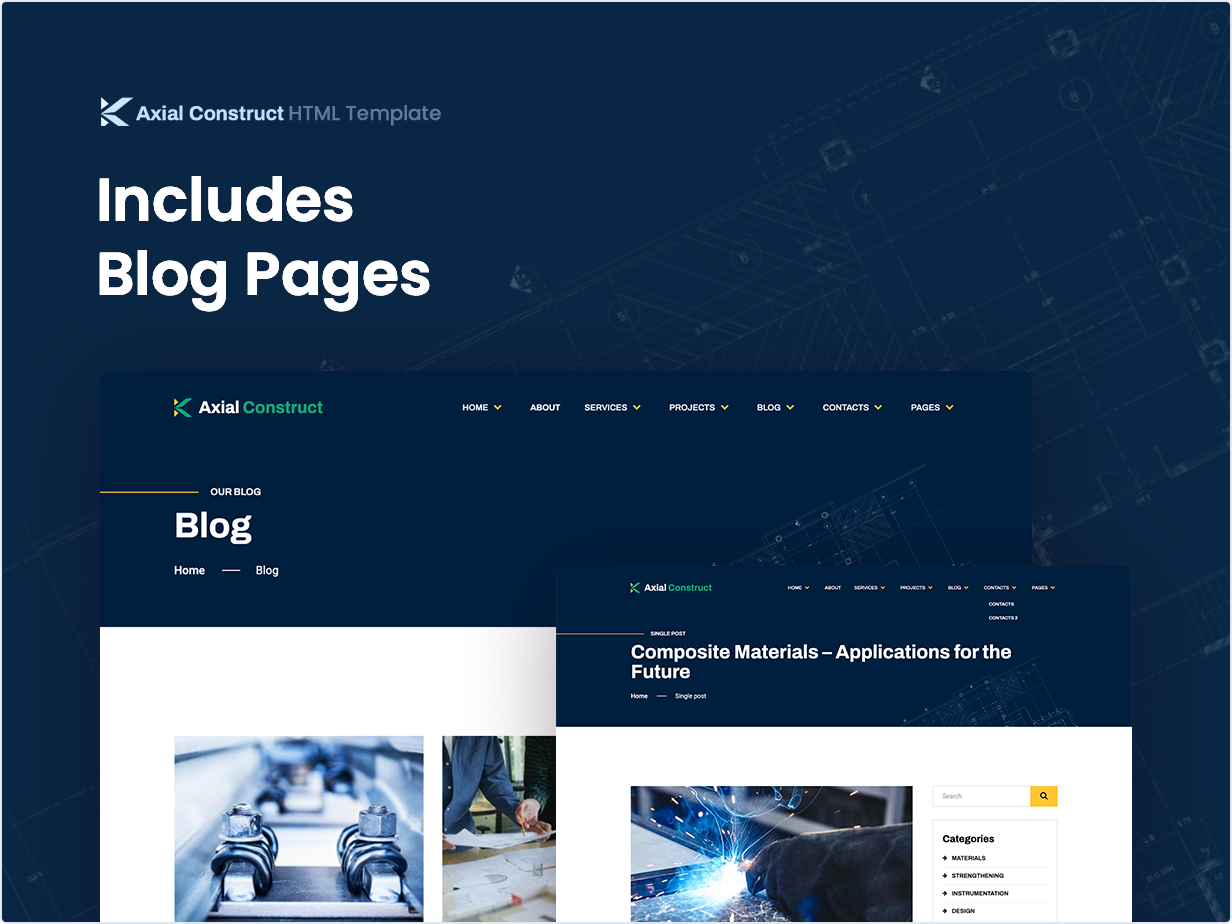 Axial Construct HTML Template
Includes
Blog Pages
Axial Construct
HOME ABOUT SERVICES PROJECTS BLOG CONTACTS PAGES
OUR BLOG
Blog
Home — Blog
Axial Construct
HOME ABOUT SERVICES PROJECTS BLOG CONTACTS PAGES
CONTACTS
CONTACTS 2
SINGLE POST
Composite Materials – Applications for the
Future
Home — Single post
Search
Categories
MATERIALS
STRENGTHENING
INSTRUMENTATION
DESIGN